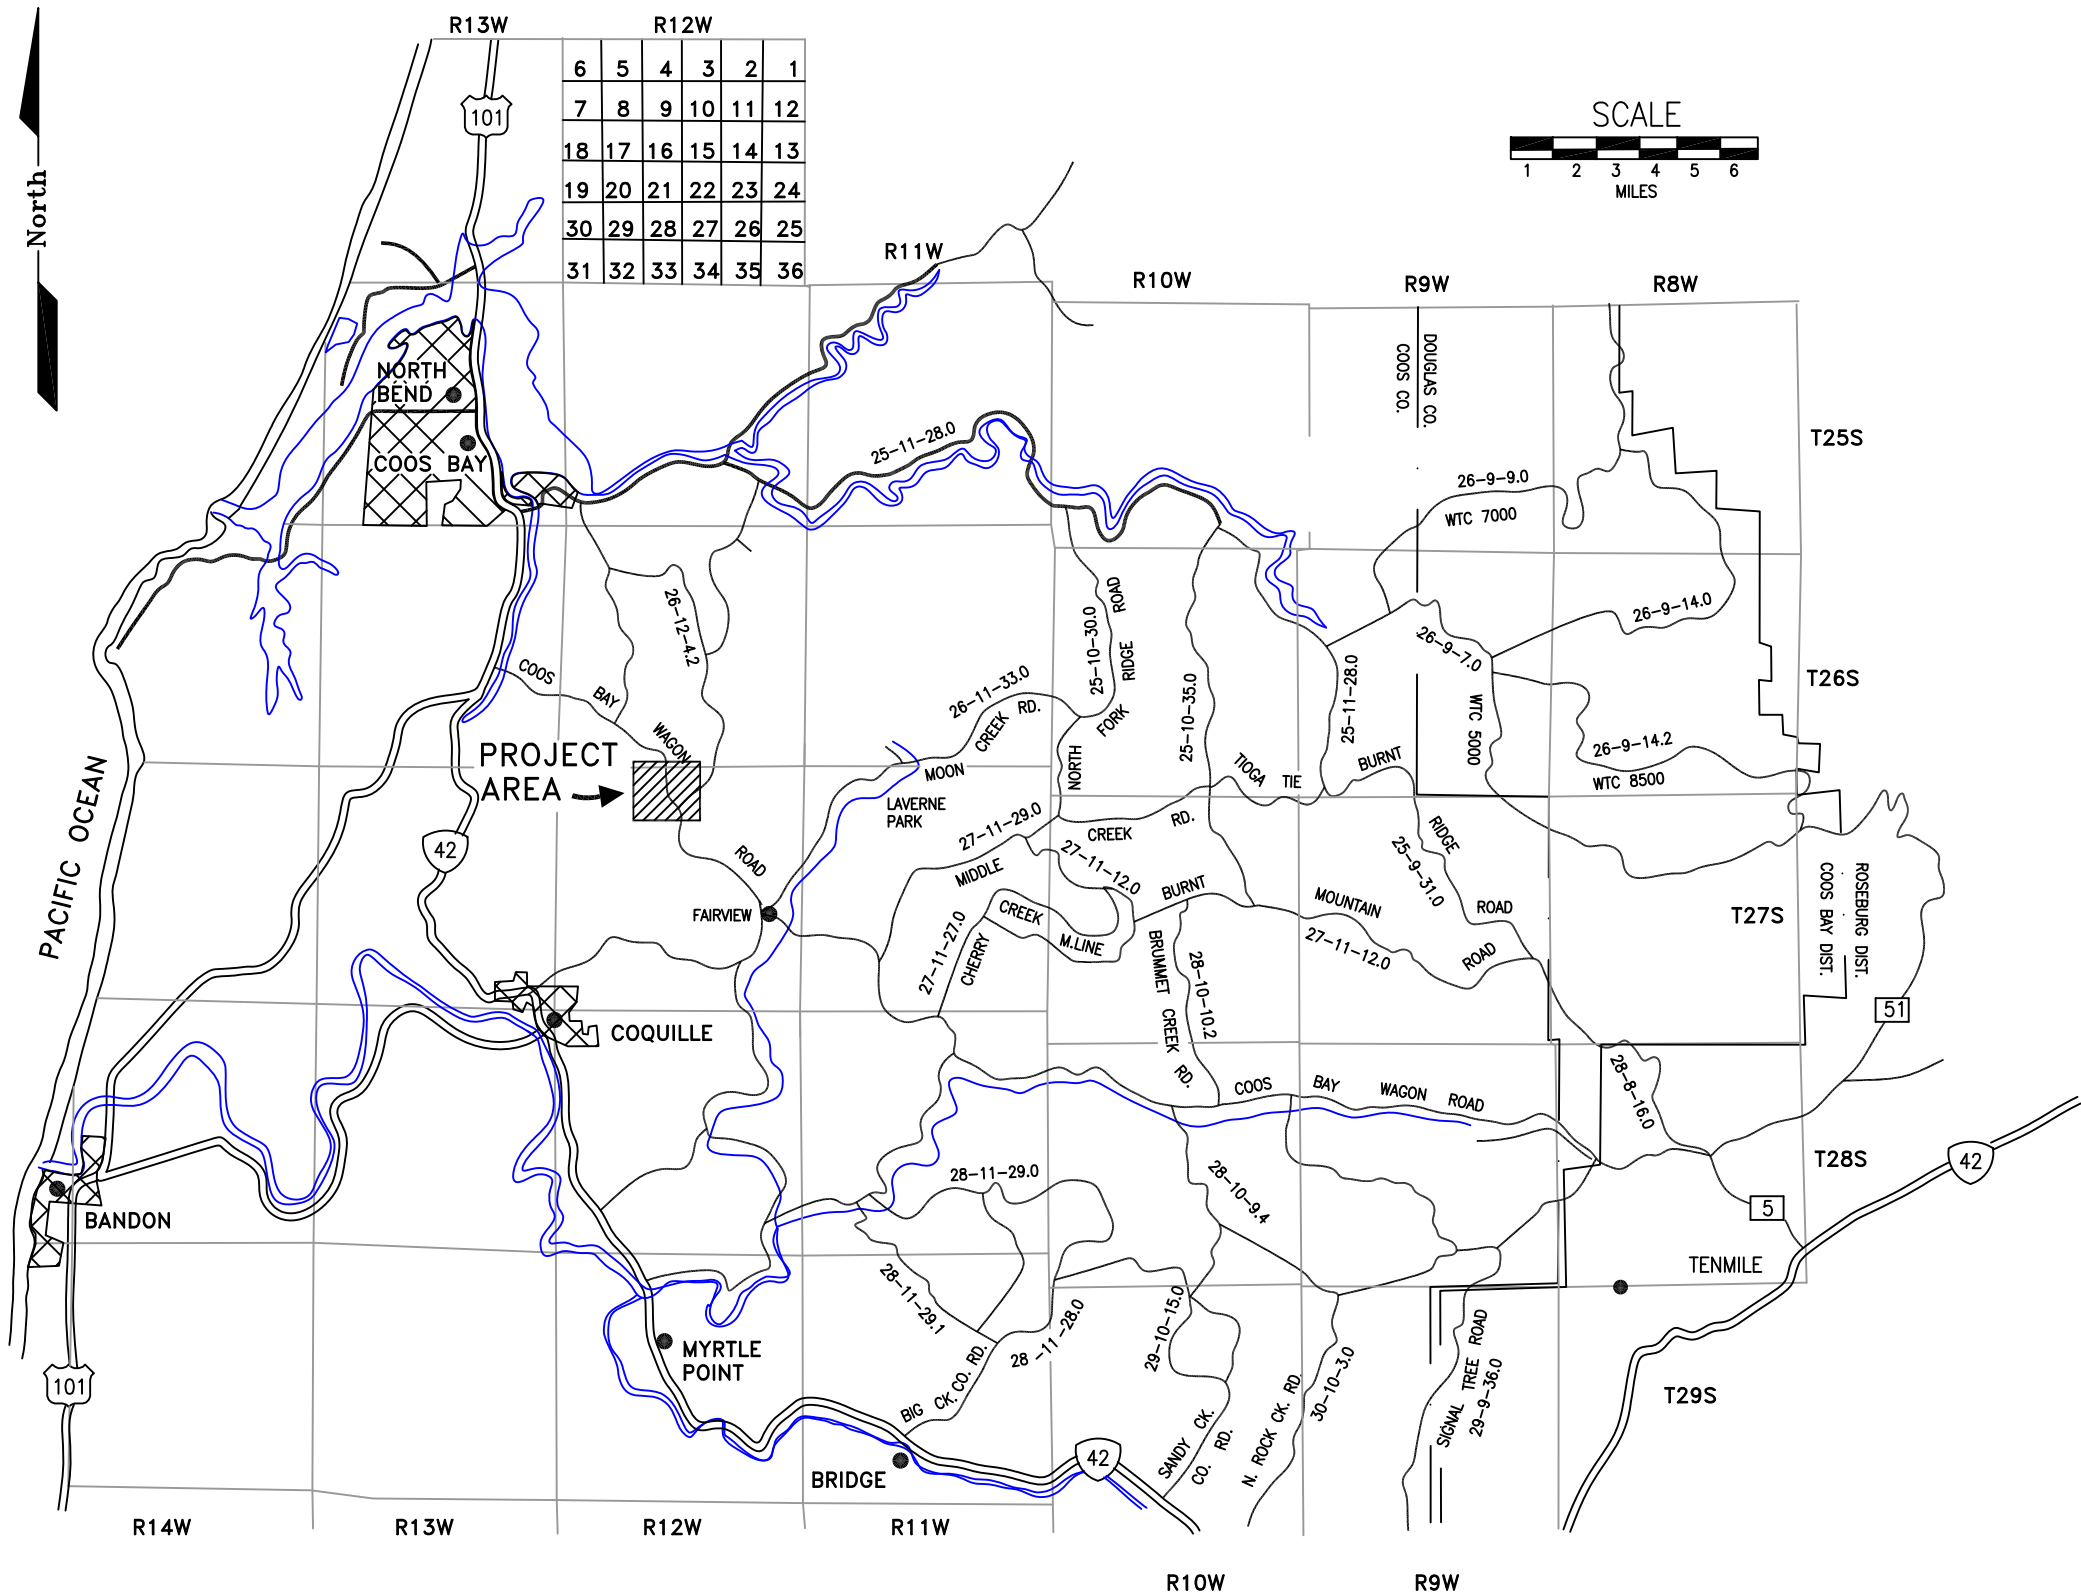 R13W
R12W
6 5 4 3 2 1
7 8 9 10 11 12
18 17 16 15 14 13
19 20 21 22 23 24
30 29 28 27 26 25
31 32 33 34 35 36
101
North
SCALE
1 2 3 4 5 6
MILES
R11W
R10W
R9W
R8W
DOUGLAS CO.
COOS CO.
NORTH
BEND
COOS BAY
25-11-28.0
T25S
26-9-9.0
WTC 7000
26-12-4.2
25-10-30.0
RIDGE ROAD
NORTH FORK
26-9-14.0
26-9-7.0
25-11-28.0
25-10-35.0
T26S
COOS BAY WAGON ROAD
26-11-33.0
MOON CREEK RD.
WTC 5000
26-9-14.2
WTC 8500
PROJECT
AREA
LAVERNE
PARK
TIOGA TIE
BURNT RIDGE ROAD
25-9-31.0
PACIFIC OCEAN
42
27-11-29.0
MIDDLE CREEK RD.
27-11-12.0
FAIRVIEW
CHERRY CREEK M.LINE
27-11-27.0
BURNT MOUNTAIN ROAD
27-11-12.0
T27S
ROSEBURG DIST.
COOS BAY DIST.
BRUMMET CREEK RD.
28-10-10.2
51
COQUILLE
COOS BAY WAGON ROAD
28-8-16.0
T28S
42
28-11-29.0
28-10-9.4
5
BANDON
TENMILE
28-11-29.1
28-11-28.0
29-10-15.0
MYRTLE
POINT
BIG CK. CO. RD.
SIGNAL TREE ROAD
29-9-36.0
30-10-3.0
N. ROCK CK. RD.
SANDY CK.
CO. RD.
T29S
101
42
BRIDGE
R14W
R13W
R12W
R11W
R10W
R9W